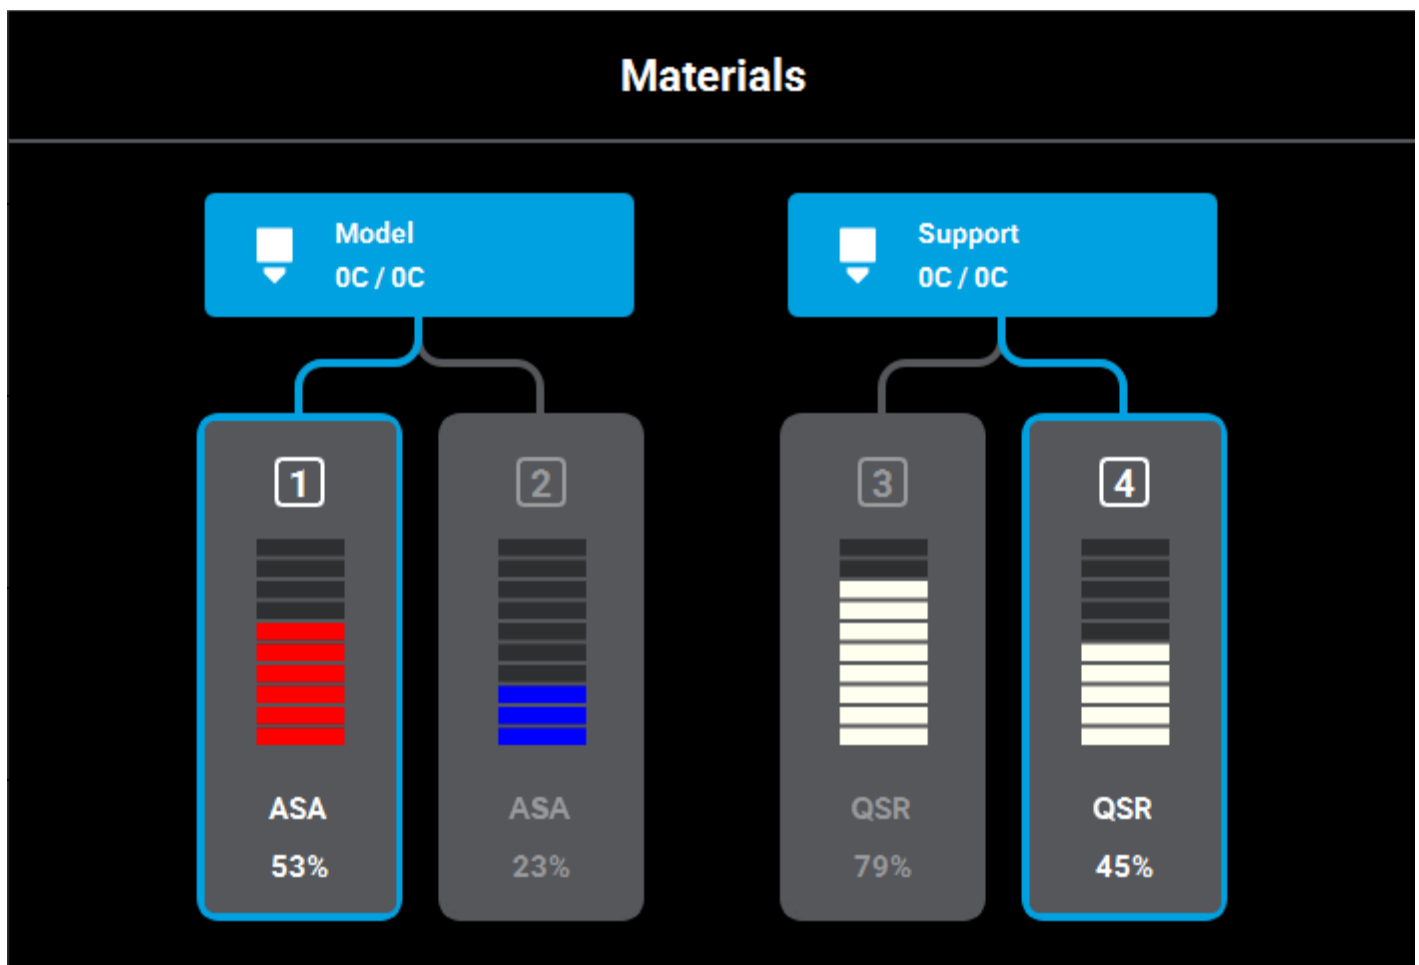 Materials
Model
0C / 0C
Support
0C / 0C
1
2
3
4
ASA
ASA
QSR
QSR
53%
23%
79%
45%